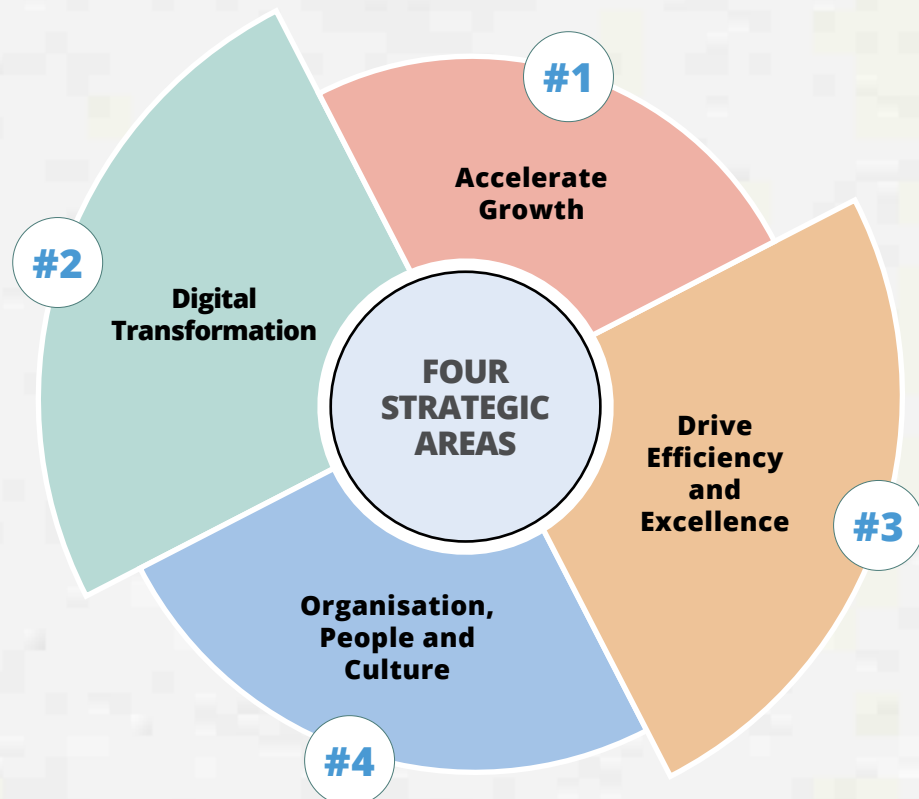 FOUR
STRATEGIC
AREAS
#1
Accelerate
Growth
#2
Digital
Transformation
#3
Drive
Efficiency
and
Excellence
#4
Organisation,
People and
Culture